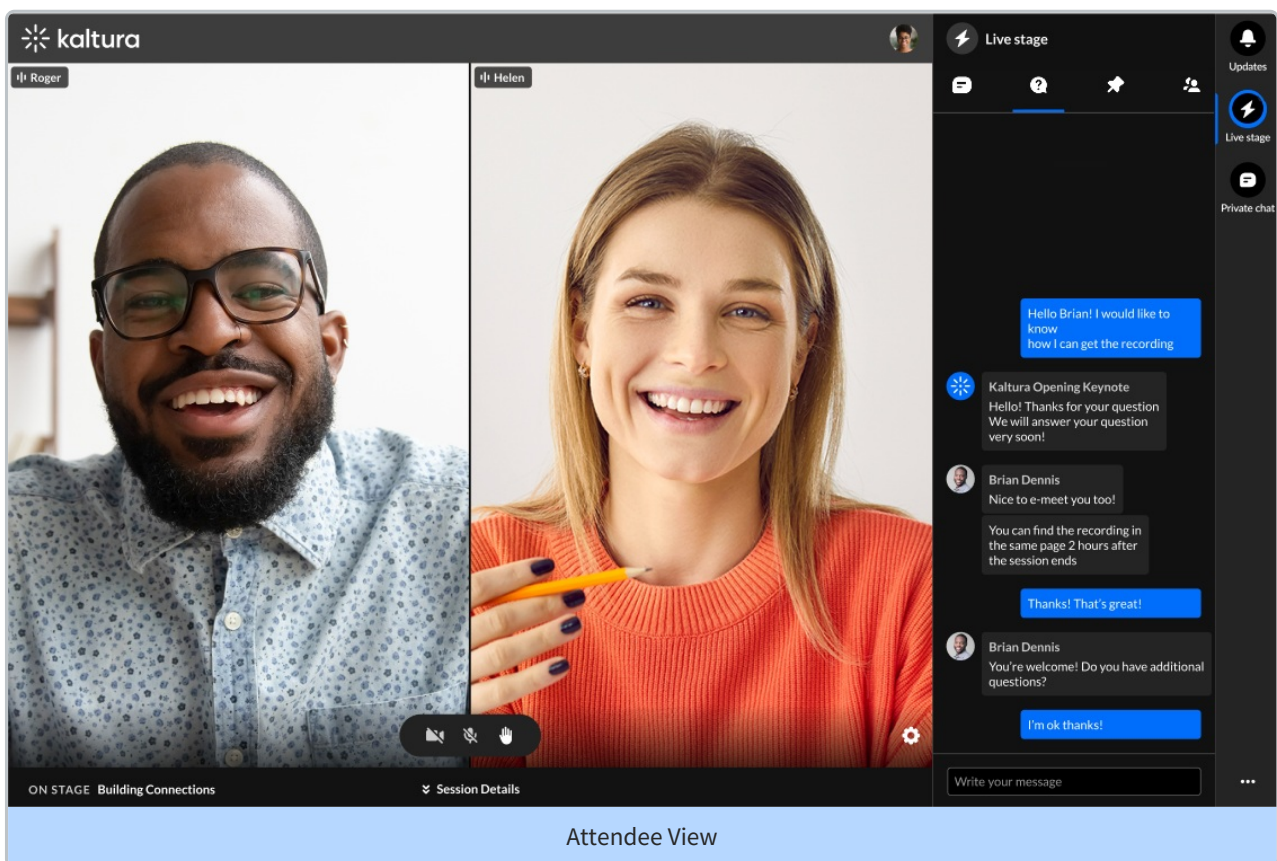 kaltura
Roger
Helen
Live stage
Updates
Live stage
Private chat
Hello Brian! I would like to
know
how I can get the recording
Kaltura Opening Keynote
Hello! Thanks for your question
We will answer your question
very soon!
Brian Dennis
Nice to e-meet you too!
You can find the recording in
the same page 2 hours after
the session ends
Thanks! That's great!
Brian Dennis
You're welcome! Do you have additional
questions?
I'm ok thanks!
Write your message
ON STAGE Building Connections
Session Details
Attendee View